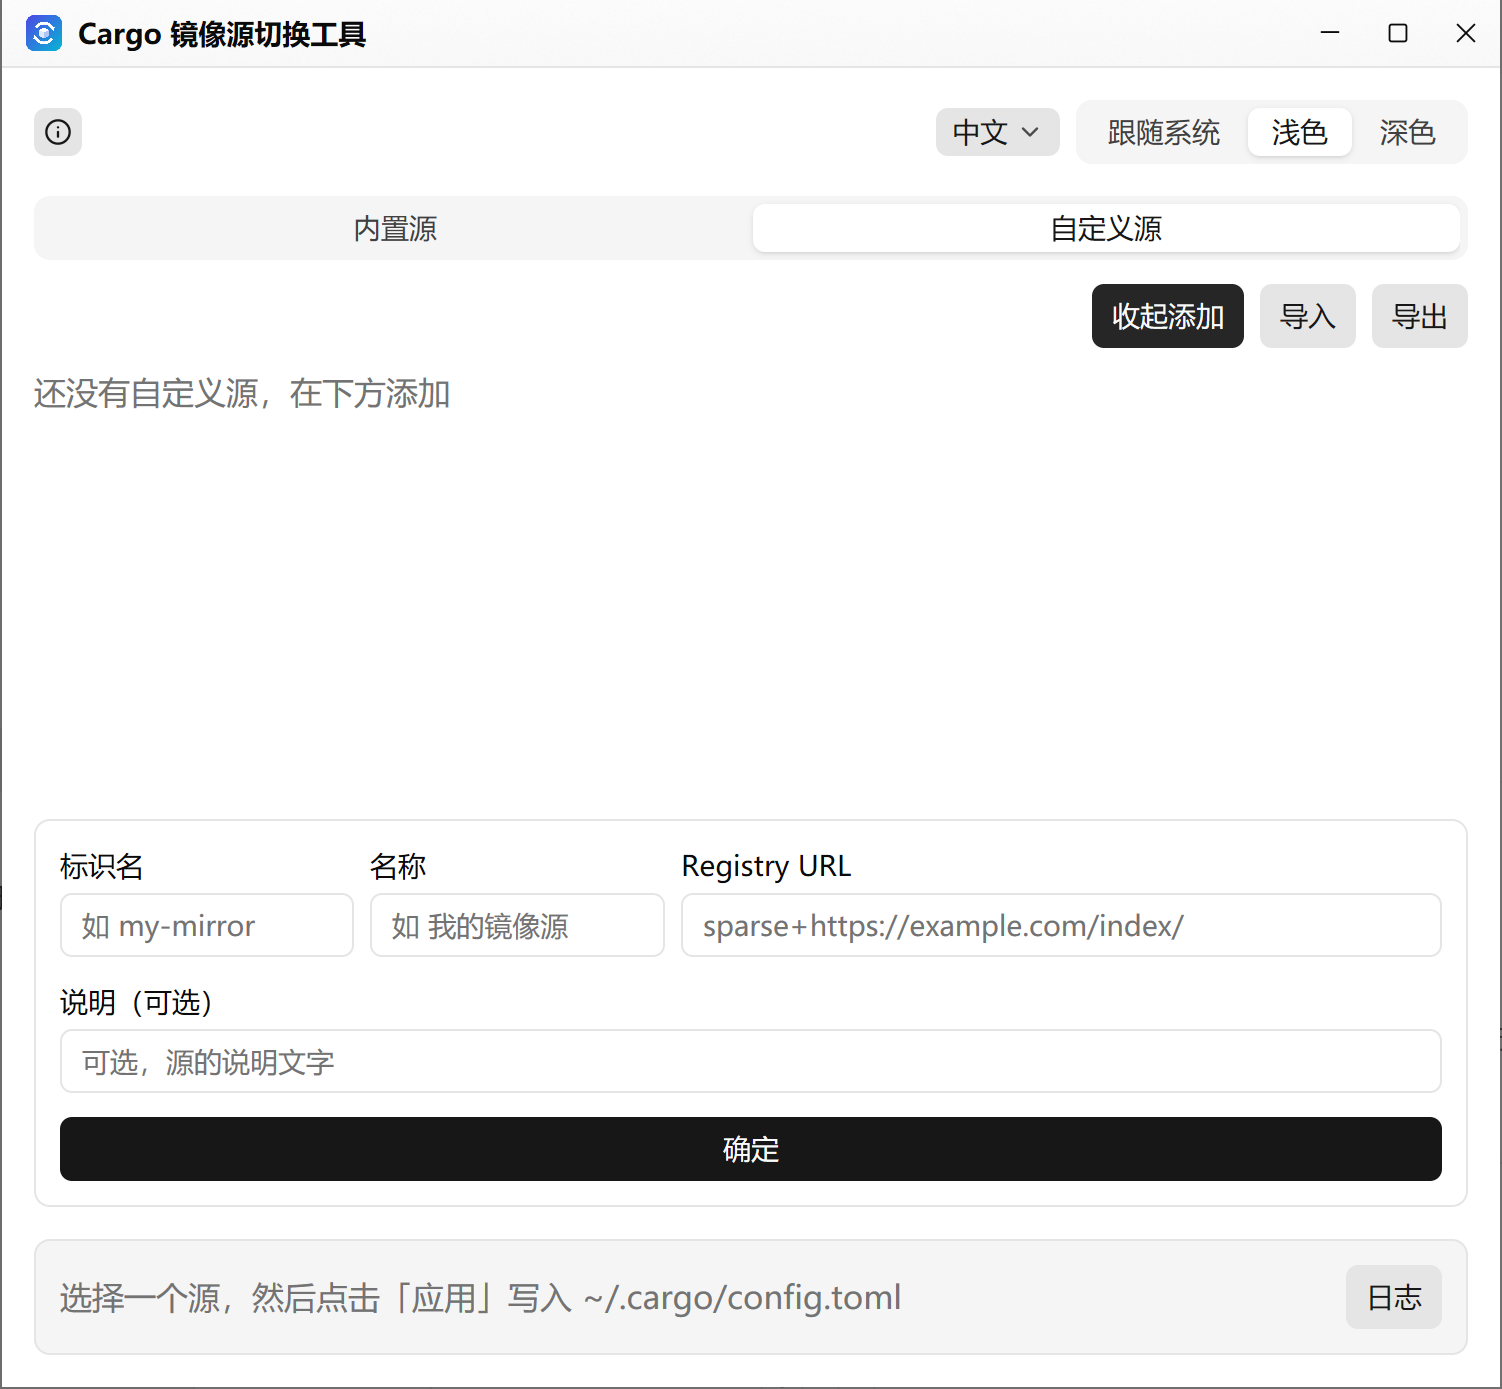 Cargo 镜像源切换工具
中文 跟随系统 浅色 深色
内置源 自定义源
收起添加 导入 导出
还没有自定义源，在下方添加
标识名 名称 Registry URL
如 my-mirror 如 我的镜像源 sparse+https://example.com/index/
说明（可选）
可选，源的说明文字
确定
选择一个源，然后点击「应用」写入 ~/.cargo/config.toml 日志